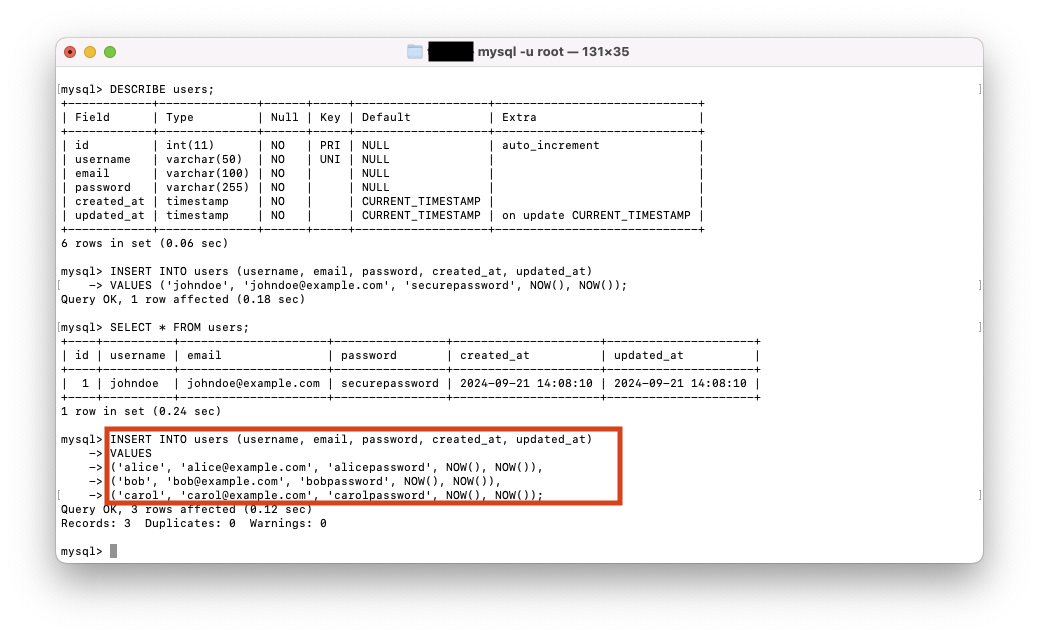 mysql -u root — 131×35
mysql> DESCRIBE users;
+------------+--------------+------+-----+-------------------+-----------------------------+
| Field      | Type         | Null | Key | Default           | Extra                       |
+------------+--------------+------+-----+-------------------+-----------------------------+
| id         | int(11)      | NO   | PRI | NULL              | auto_increment              |
| username   | varchar(50)  | NO   | UNI | NULL              |                             |
| email      | varchar(100) | NO   |     | NULL              |                             |
| password   | varchar(255) | NO   |     | NULL              |                             |
| created_at | timestamp    | NO   |     | CURRENT_TIMESTAMP |                             |
| updated_at | timestamp    | NO   |     | CURRENT_TIMESTAMP | on update CURRENT_TIMESTAMP |
+------------+--------------+------+-----+-------------------+-----------------------------+
6 rows in set (0.06 sec)
mysql> INSERT INTO users (username, email, password, created_at, updated_at)
    -> VALUES ('johndoe', 'johndoe@example.com', 'securepassword', NOW(), NOW());
Query OK, 1 row affected (0.18 sec)
mysql> SELECT * FROM users;
+----+----------+---------------------+----------------+---------------------+---------------------+
| id | username | email               | password       | created_at          | updated_at          |
+----+----------+---------------------+----------------+---------------------+---------------------+
|  1 | johndoe  | johndoe@example.com | securepassword | 2024-09-21 14:08:10 | 2024-09-21 14:08:10 |
+----+----------+---------------------+----------------+---------------------+---------------------+
1 row in set (0.24 sec)
mysql> INSERT INTO users (username, email, password, created_at, updated_at)
    -> VALUES
    -> ('alice', 'alice@example.com', 'alicepassword', NOW(), NOW()),
    -> ('bob', 'bob@example.com', 'bobpassword', NOW(), NOW()),
    -> ('carol', 'carol@example.com', 'carolpassword', NOW(), NOW());
Query OK, 3 rows affected (0.12 sec)
Records: 3  Duplicates: 0  Warnings: 0
mysql>